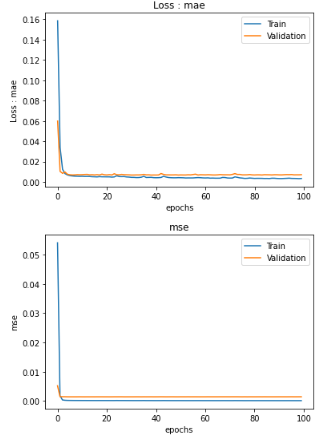 Loss : mae
Train
Validation
0.16
0.14
0.12
0.10
0.08
0.06
0.04
0.02
0.00
Loss : mae
0 20 40 60 80 100
epochs
mse
Train
Validation
0.05
0.04
0.03
0.02
0.01
0.00
mse
0 20 40 60 80 100
epochs